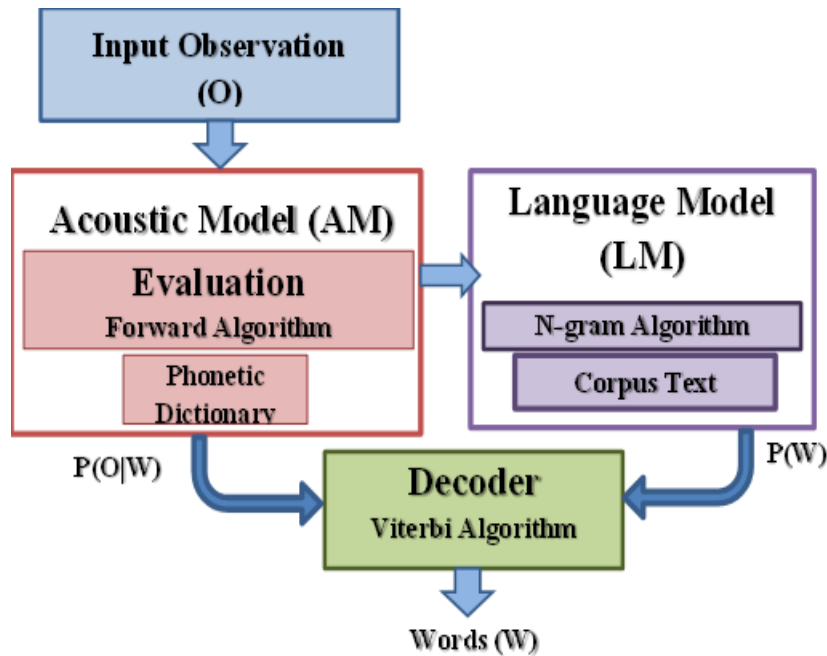 Input Observation
(O)
Acoustic Model (AM)
Evaluation
Forward Algorithm
Phonetic
Dictionary
Language Model
(LM)
N-gram Algorithm
Corpus Text
P(O|W)
P(W)
Decoder
Viterbi Algorithm
Words (W)